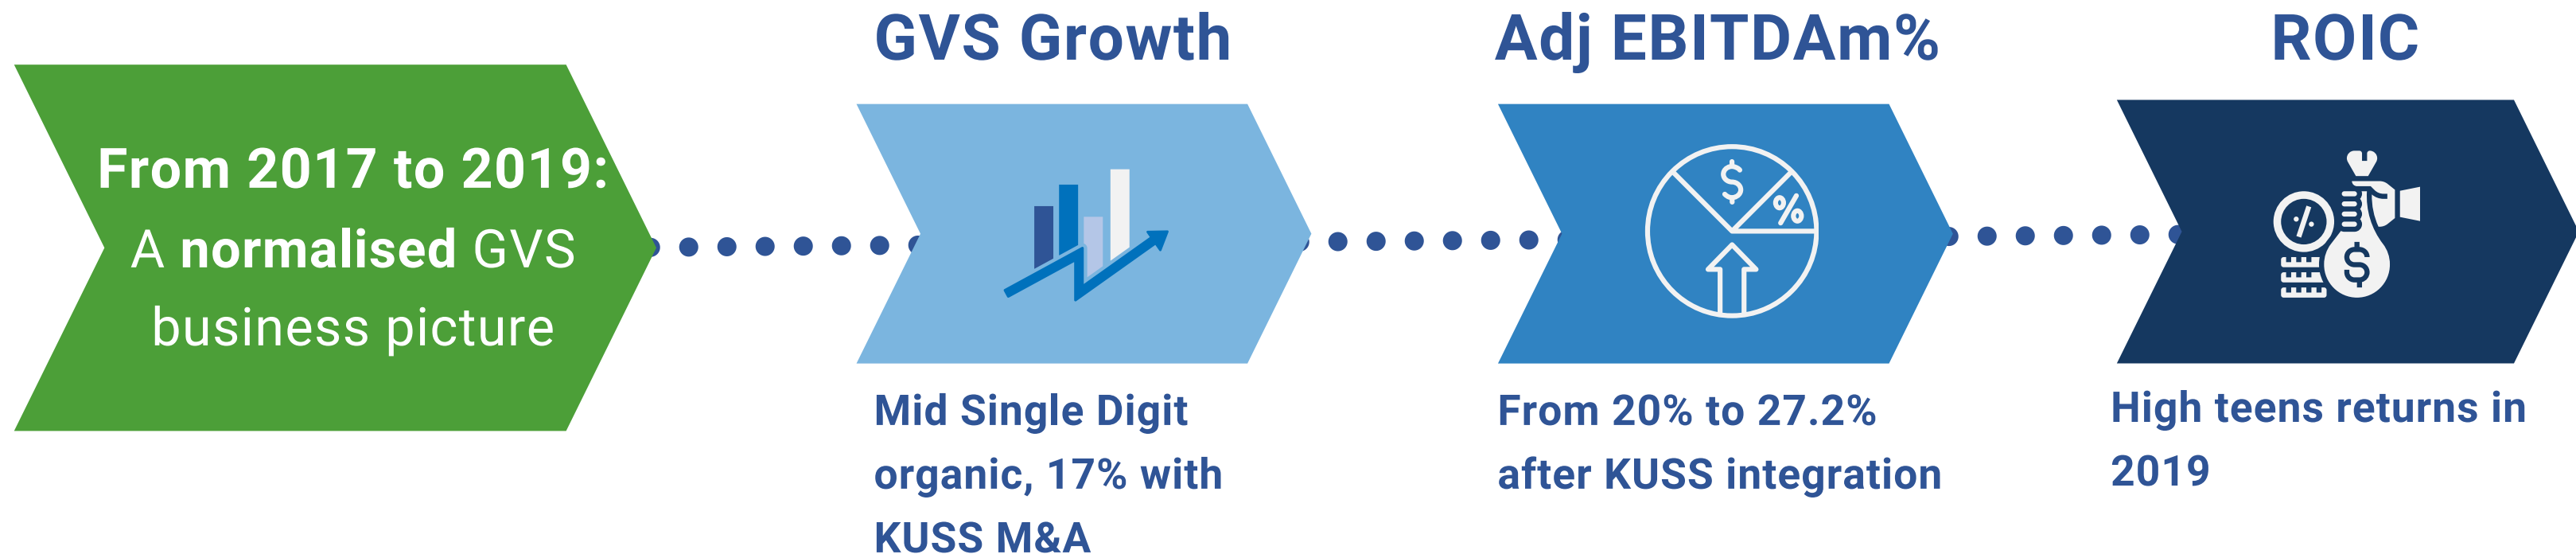 From 2017 to 2019:
A normalised GVS
business picture
GVS Growth
$
%
Mid Single Digit
organic, 17% with
KUSS M&A
Adj EBITDAm%
From 20% to 27.2%
after KUSS integration
ROIC
%
$
High teens returns in
2019